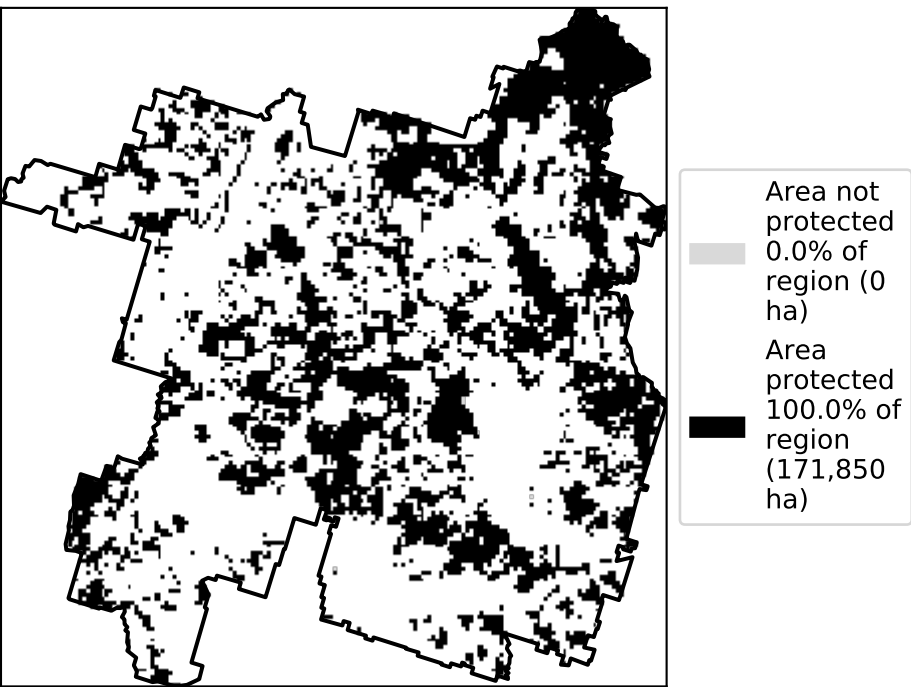 Area not
protected
0.0% of
region (0
ha)
Area
protected
100.0% of
region
(171,850
ha)